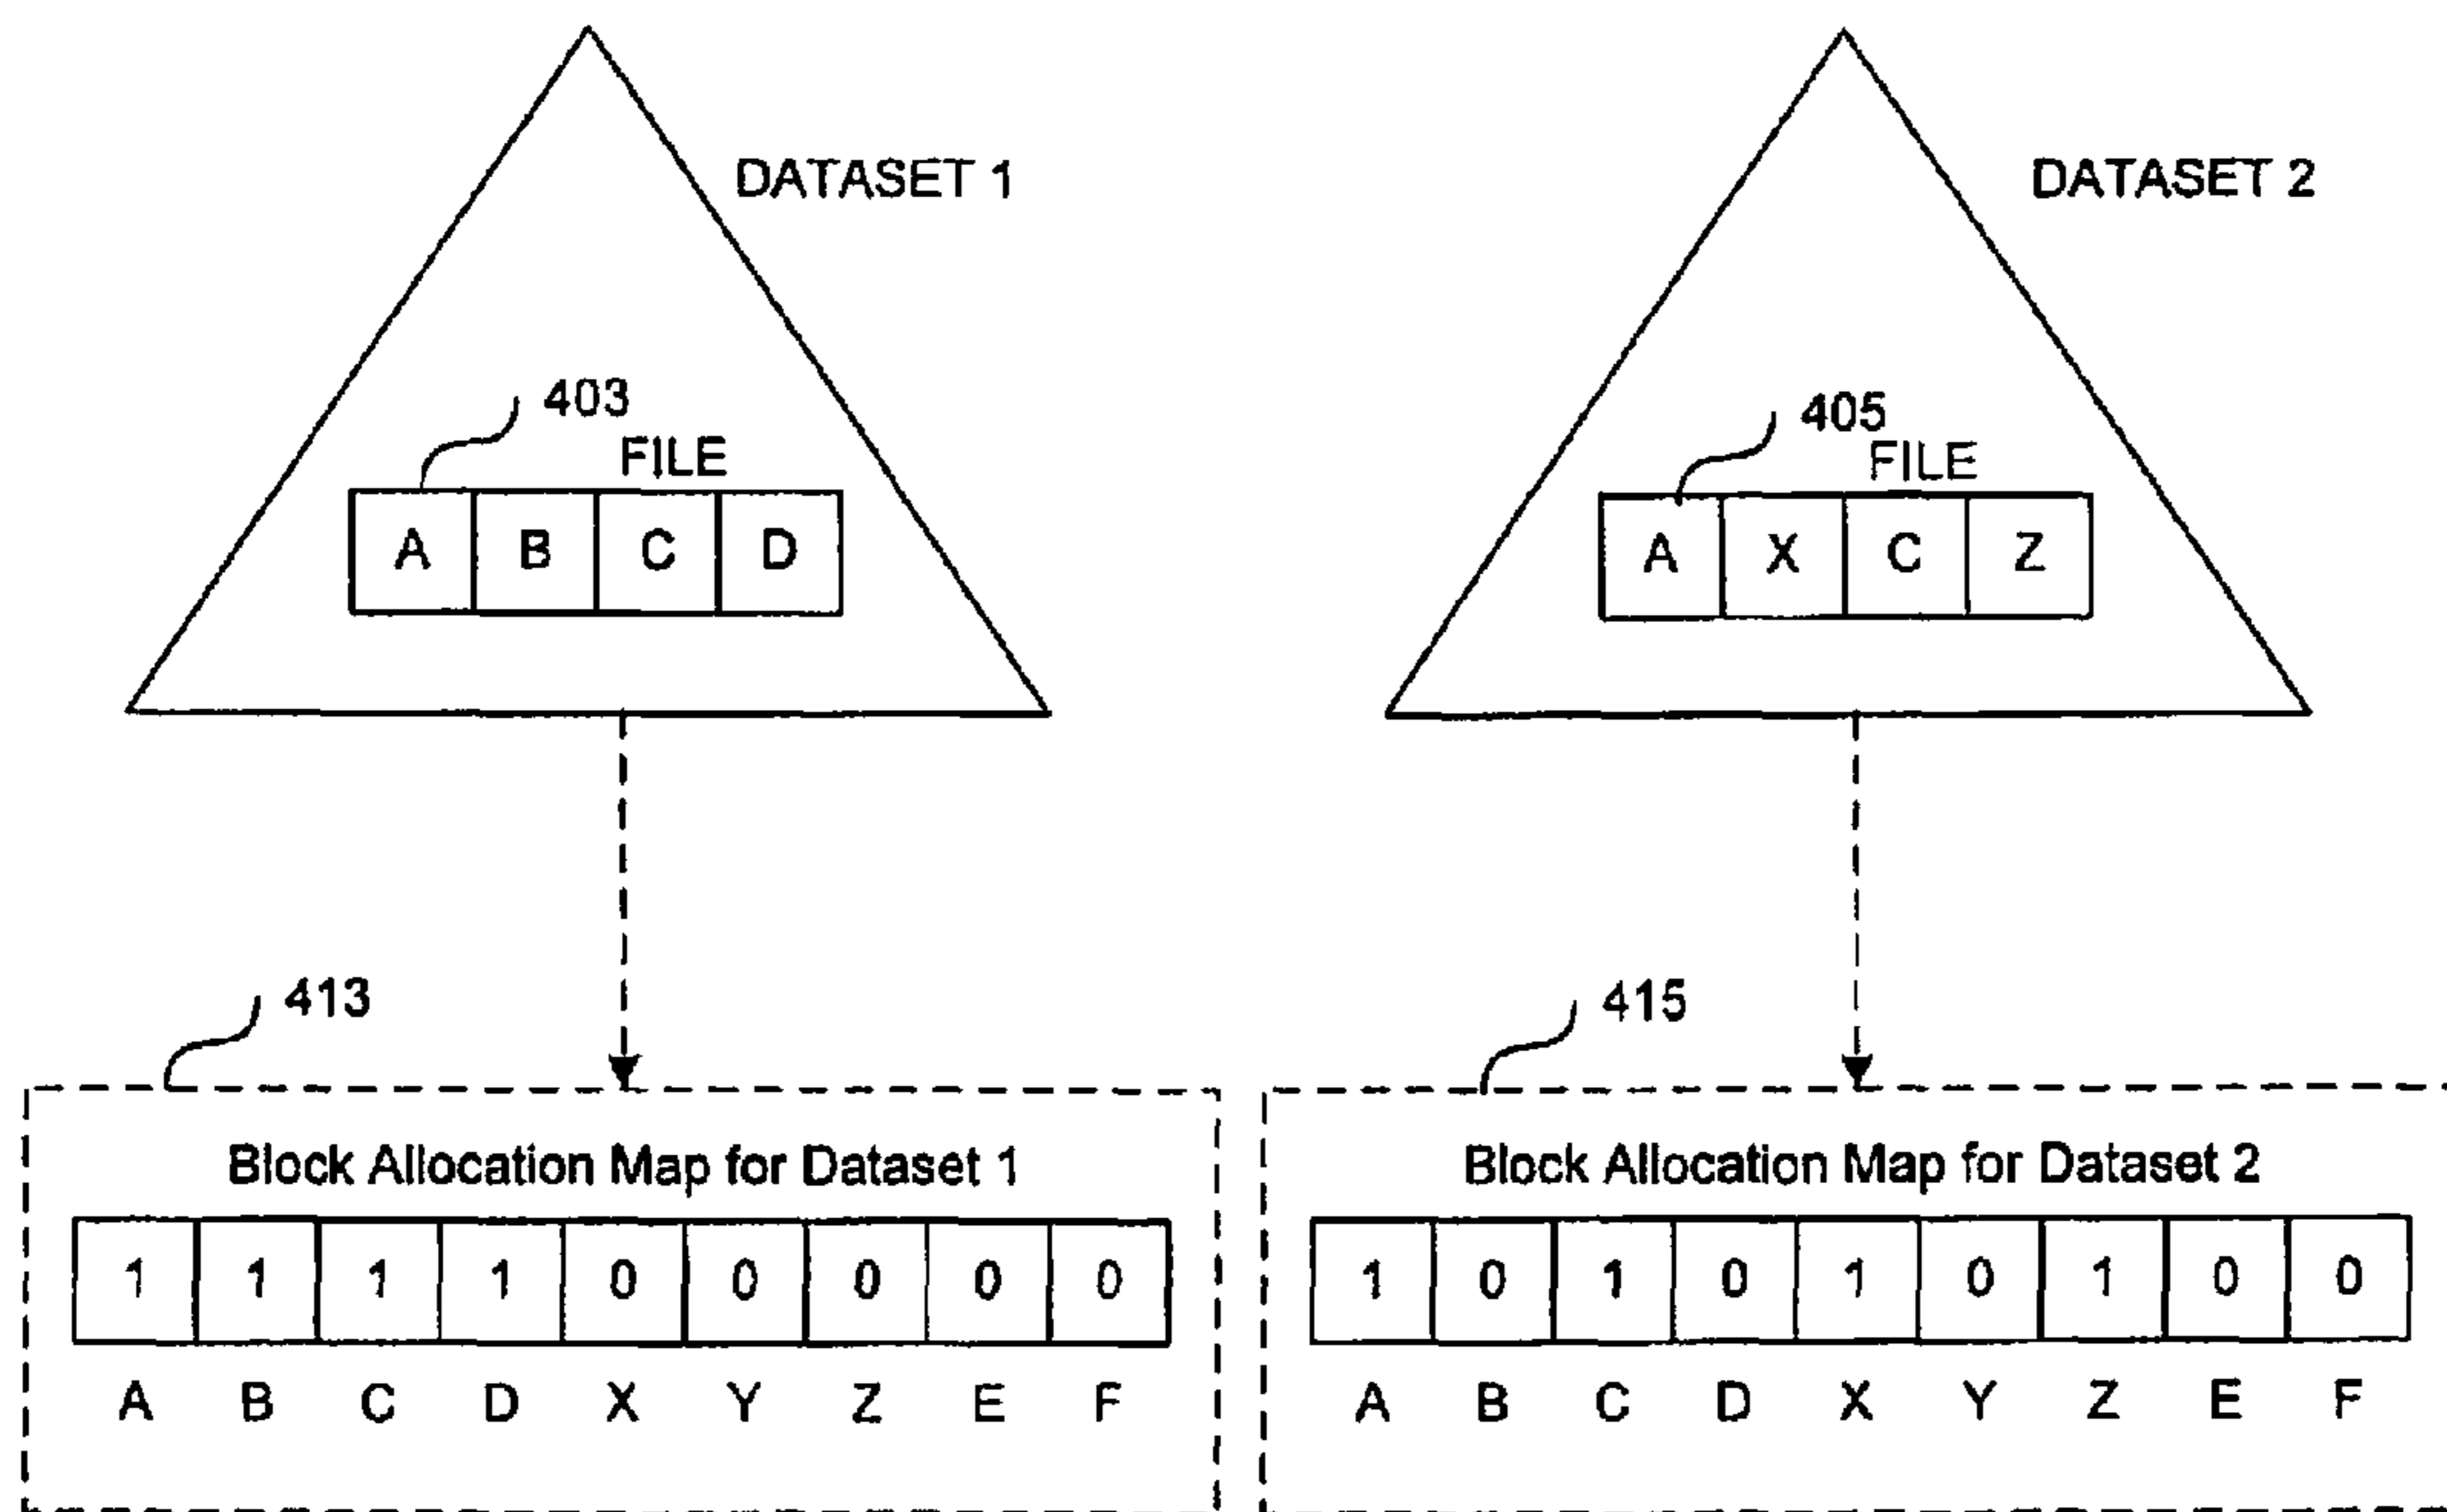 DATASET 1
DATASET 2
403
FILE
A B C D
405
FILE
A X C Z
413
Block Allocation Map for Dataset 1
1 1 1 1 0 0 0 0 0
A B C D X Y Z E F
415
Block Allocation Map for Dataset 2
1 0 1 0 1 0 1 0 0
A B C D X Y Z E F